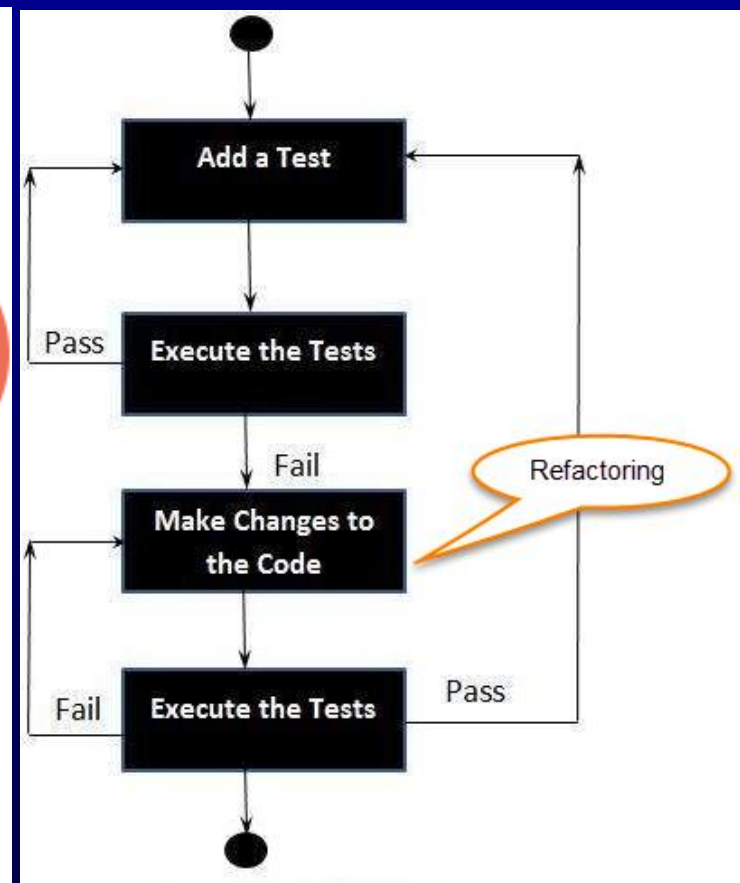 Add a Test
Pass
Execute the Tests
Fail
Refactoring
Make Changes to
the Code
Fail
Execute the Tests
Pass